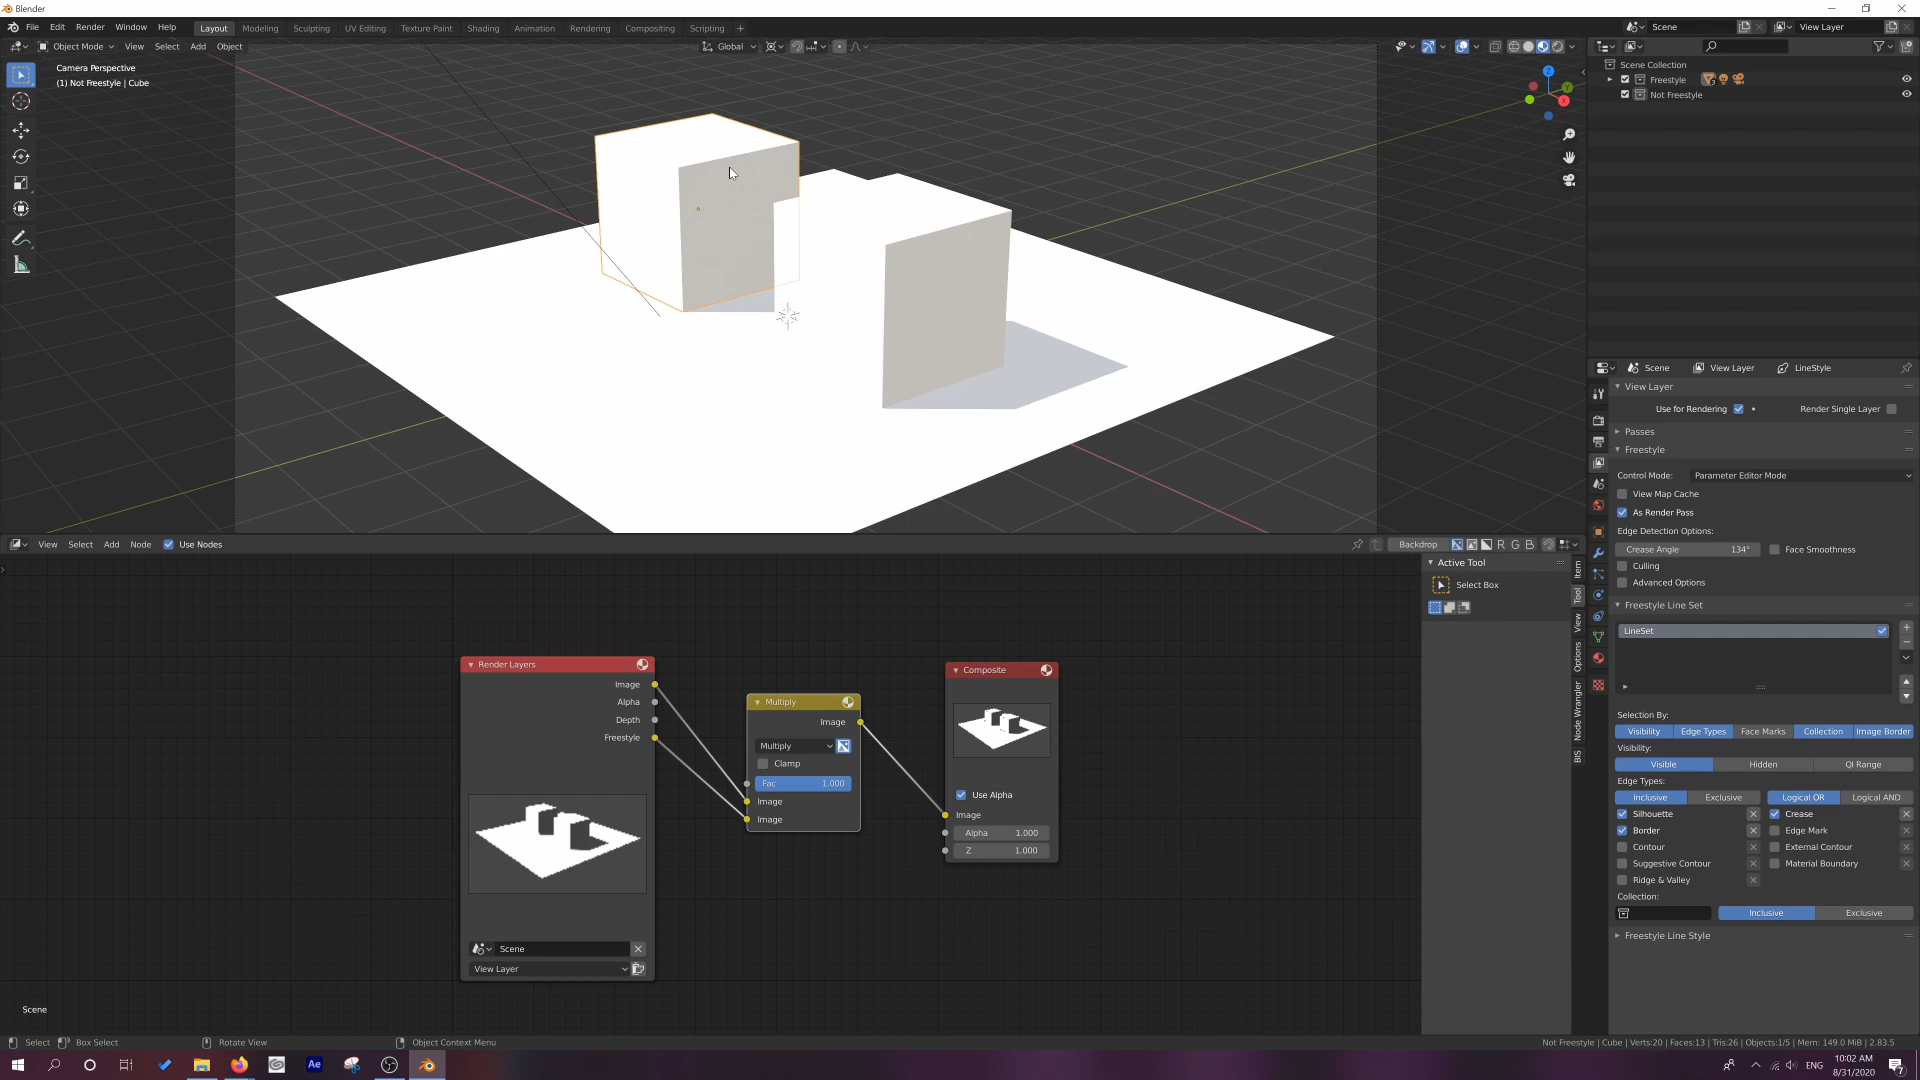 Blender
File Edit Render Window Help Layout Modeling Sculpting UV Editing Texture Paint Shading Animation Rendering Compositing Scripting + Scene View Layer
Object Mode View Select Add Object Global
Camera Perspective
(1) Not Freestyle | Cube
Scene Collection
Freestyle
Not Freestyle
Scene View Layer LineStyle
View Layer
Use for Rendering Render Single Layer
Passes
Freestyle
Control Mode: Parameter Editor Mode
View Map Cache
As Render Pass
Edge Detection Options:
Crease Angle 134° Face Smoothness
Culling
Advanced Options
Freestyle Line Set
LineSet
Selection By:
Visibility Edge Types Face Marks Collection Image Border
Visibility:
Visible Hidden QI Range
Edge Types:
Inclusive Exclusive Logical OR Logical AND
Silhouette Crease
Border Edge Mark
Contour External Contour
Suggestive Contour Material Boundary
Ridge & Valley
Collection:
Inclusive Exclusive
Freestyle Line Style
View Select Add Node Use Nodes Backdrop R G B
Active Tool
Select Box
Item
Tool
View
Options
Node Wrangler
BIS
Render Layers
Image
Alpha
Depth
Freestyle
Scene
View Layer
Multiply
Image
Multiply
Clamp
Fac 1.000
Image
Image
Composite
Use Alpha
Image
Alpha 1.000
Z 1.000
Scene
Select Box Select Rotate View Object Context Menu Not Freestyle | Cube | Verts:20 | Faces:13 | Tris:26 | Objects:1/5 | Mem: 149.0 MiB | 2.83.5
Ae ENG 10:02 AM
8/31/2020